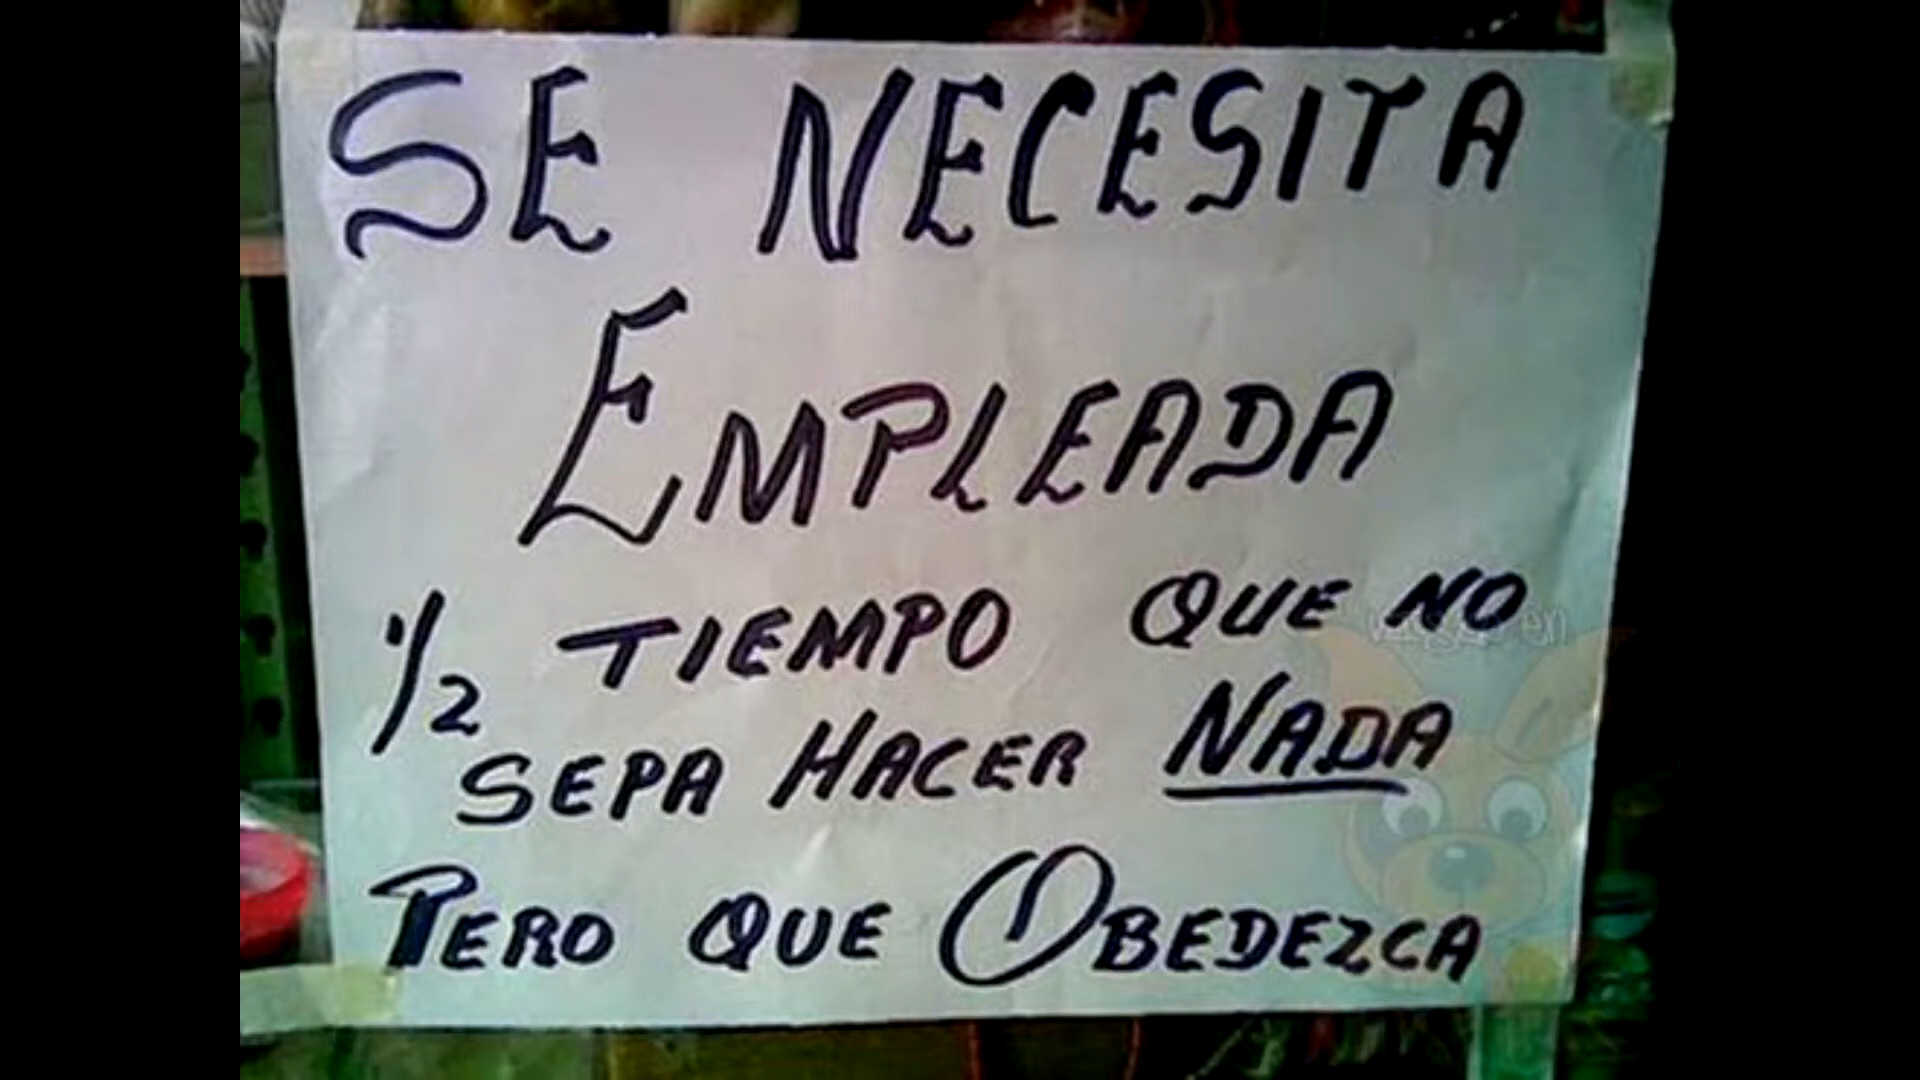 SE NECESITA
EMPLEADA
1/2 TIEMPO QUE NO
SEPA HACER NADA
PERO QUE OBEDEZCA